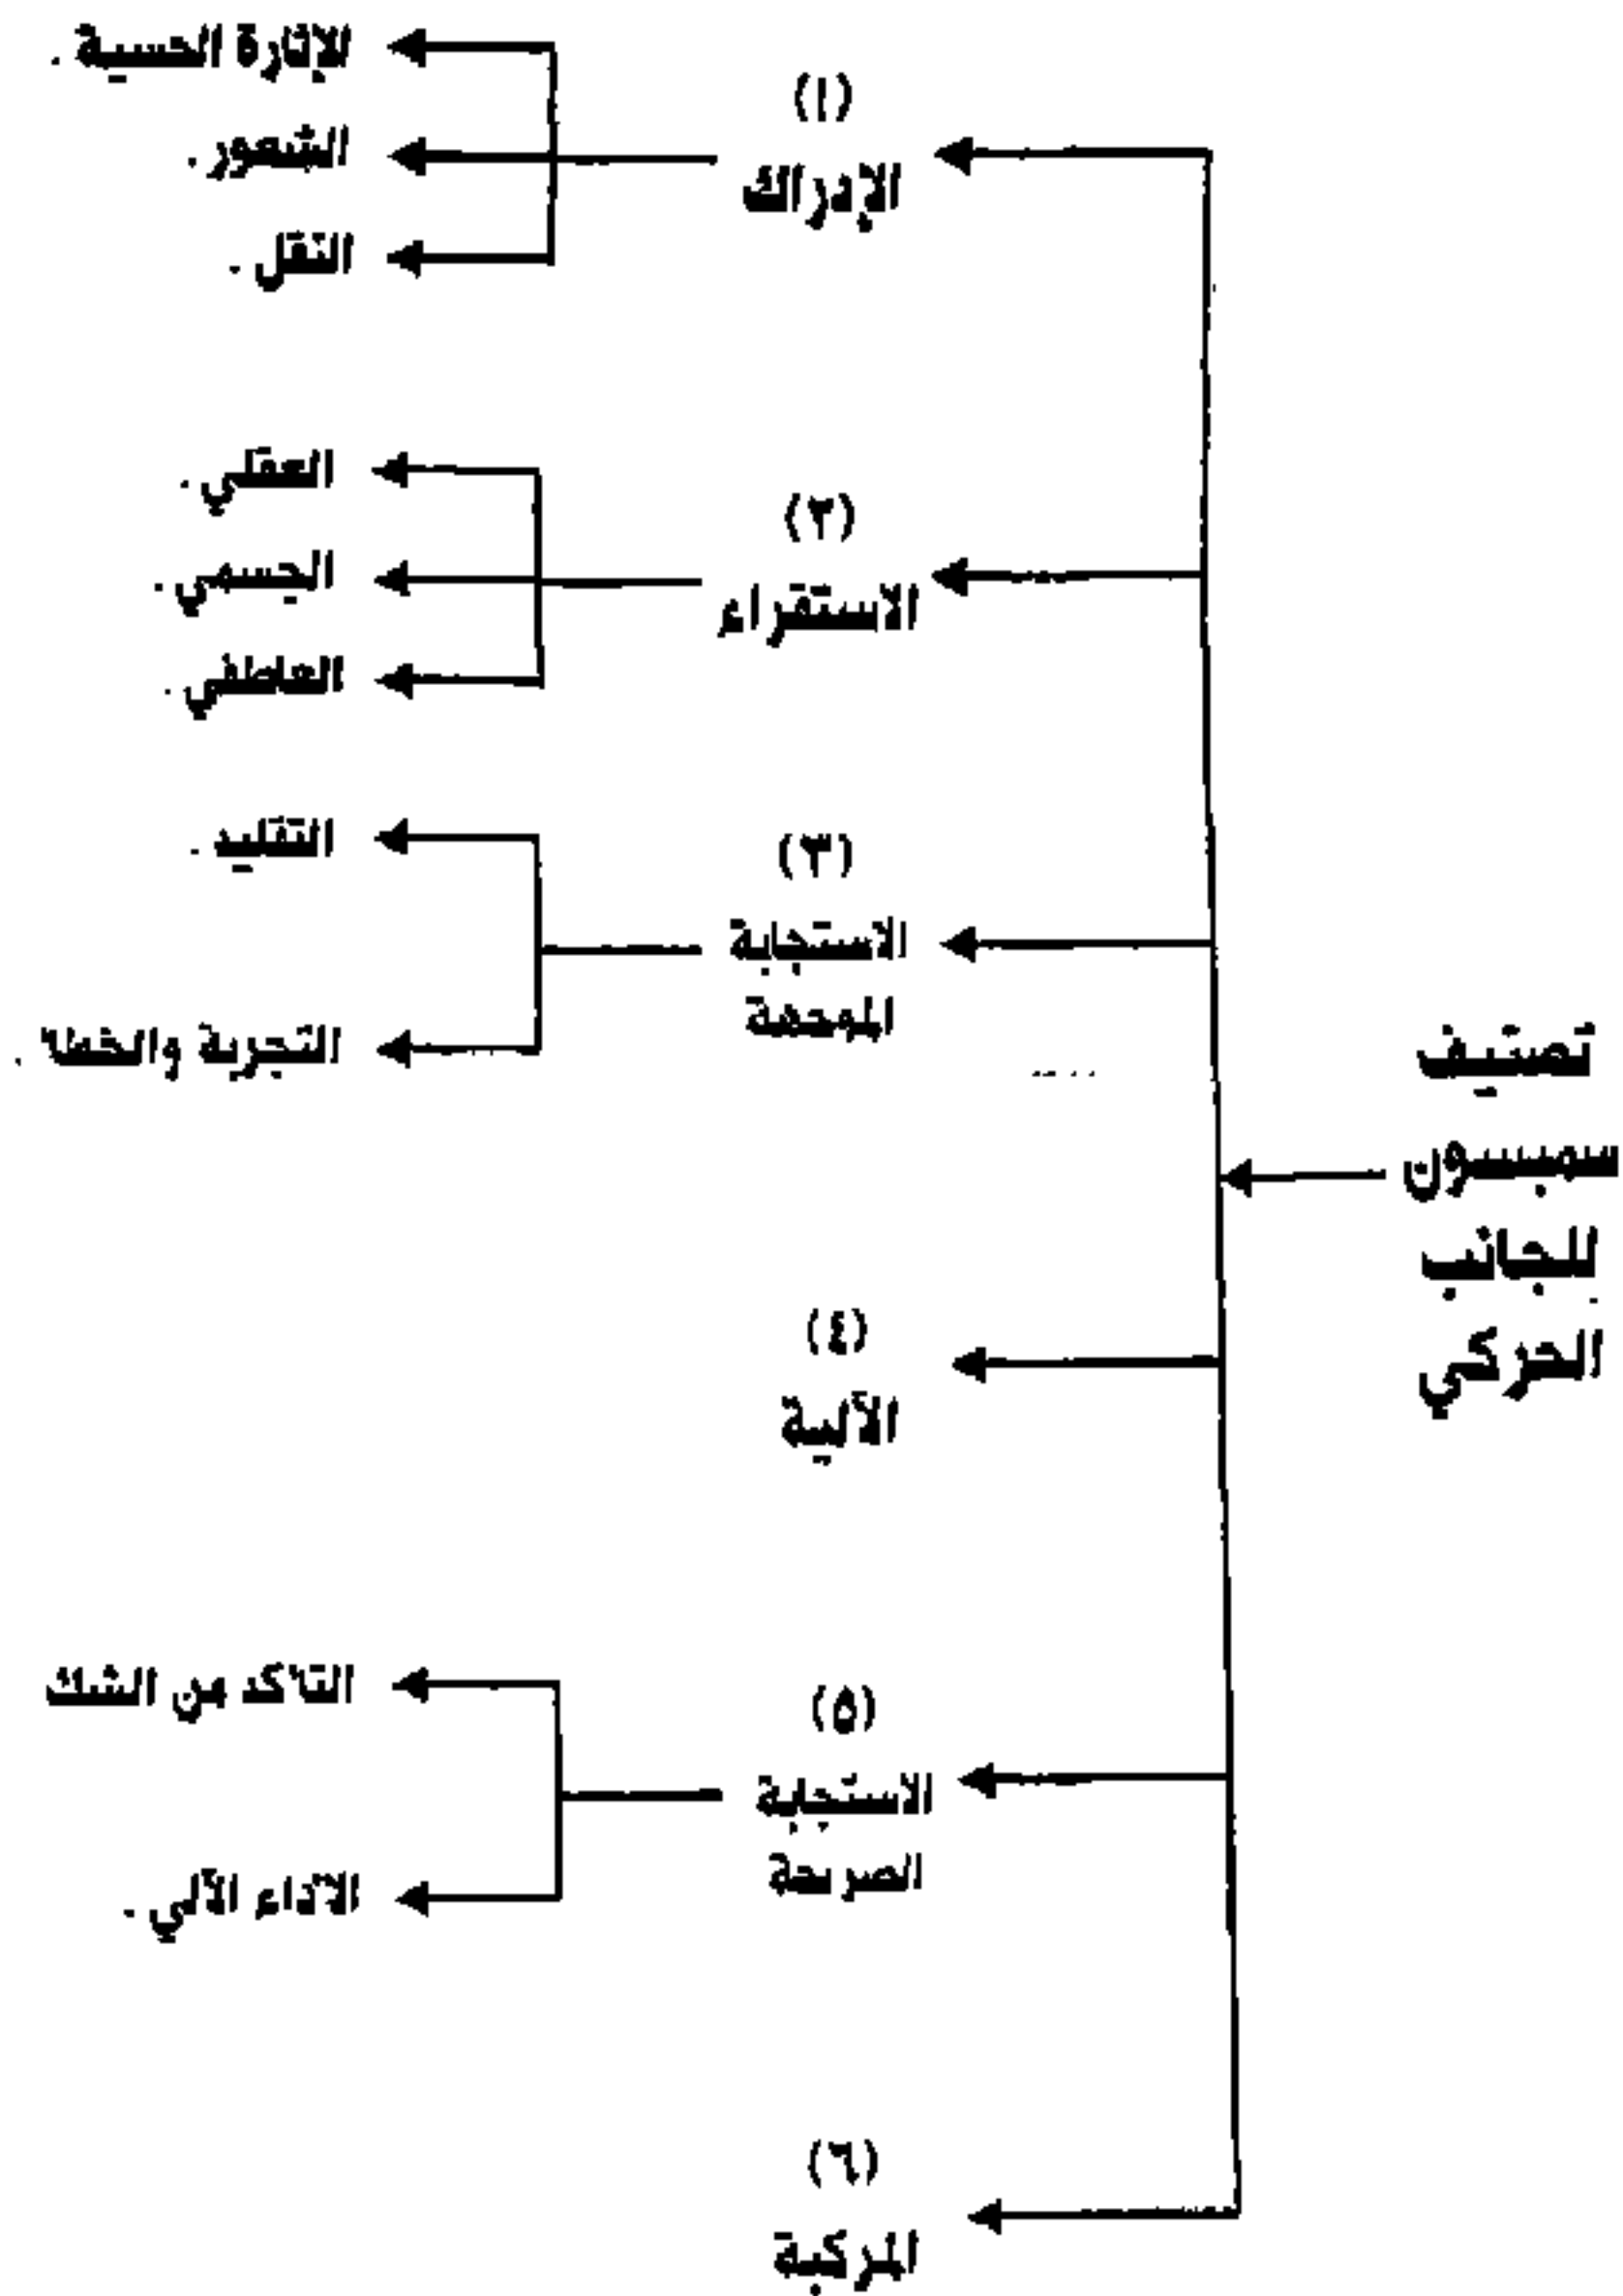 تصنيف
سمبسون
للجانب
الحركي
(١)
الإدراك
الإثارة الحسية .
الشعور .
النقل .
(٢)
الاستقراء
العقلي .
الجسمي .
العاطفي .
(٣)
الاستجابة
الموجهة
التقليد .
التجربة والخطأ .
(٤)
الآلية
(٥)
الاستجابة
الصريحة
التأكد من الشك
الأداء الآلي .
(٦)
المركبة